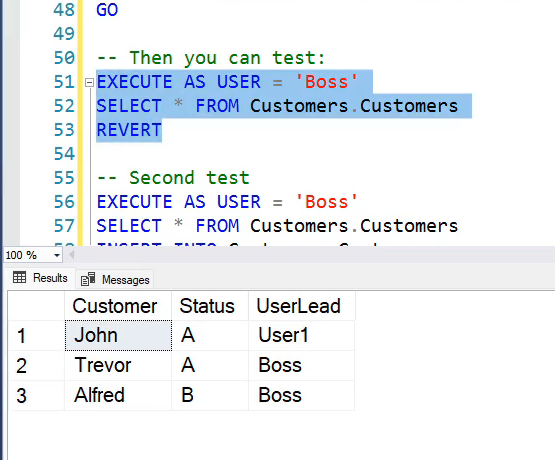 48 GO
49
50 -- Then you can test:
51 EXECUTE AS USER = 'Boss'
52 SELECT * FROM Customers.Customers
53 REVERT
54
55 -- Second test
56 EXECUTE AS USER = 'Boss'
57 SELECT * FROM Customers.Customers
100 %
Results Messages
Customer Status UserLead
1 John A User1
2 Trevor A Boss
3 Alfred B Boss